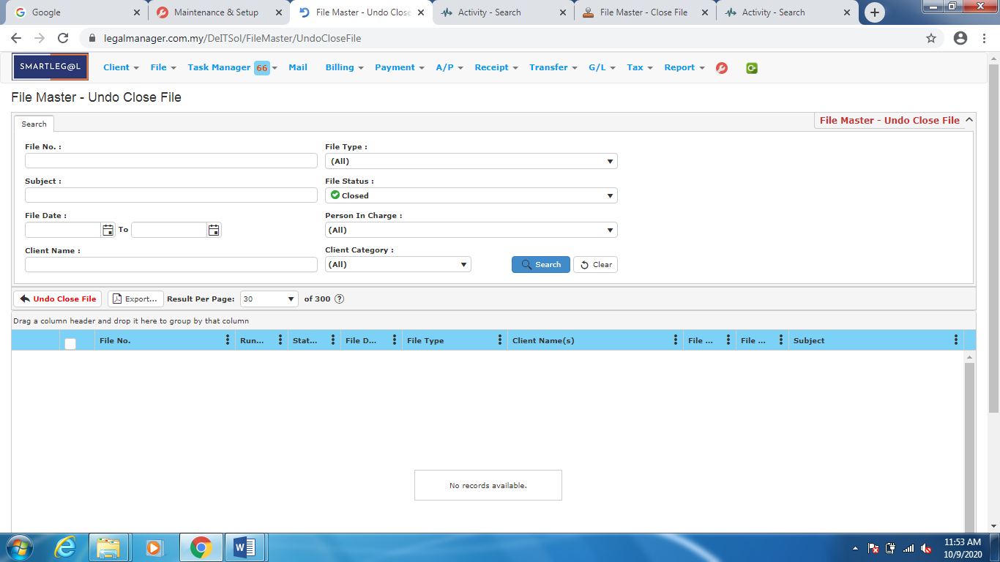 Google
Maintenance & Setup
File Master - Undo Close
Activity - Search
File Master - Close File
Activity - Search
legalmanager.com.my/DeITSol/FileMaster/UndoCloseFile
SMARTLEG@L
Client
File
Task Manager 66
Mail
Billing
Payment
A/P
Receipt
Transfer
G/L
Tax
Report
File Master - Undo Close File
Search
File Master - Undo Close File
File No. :
File Type :
(All)
Subject :
File Status :
Closed
File Date :
To
Person In Charge :
(All)
Client Name :
Client Category :
(All)
Search
Clear
Undo Close File
Export...
Result Per Page:
30
of 300
Drag a column header and drop it here to group by that column
File No.
Run...
Stat...
File D...
File Type
Client Name(s)
File ...
File ...
Subject
No records available.
11:53 AM
10/9/2020